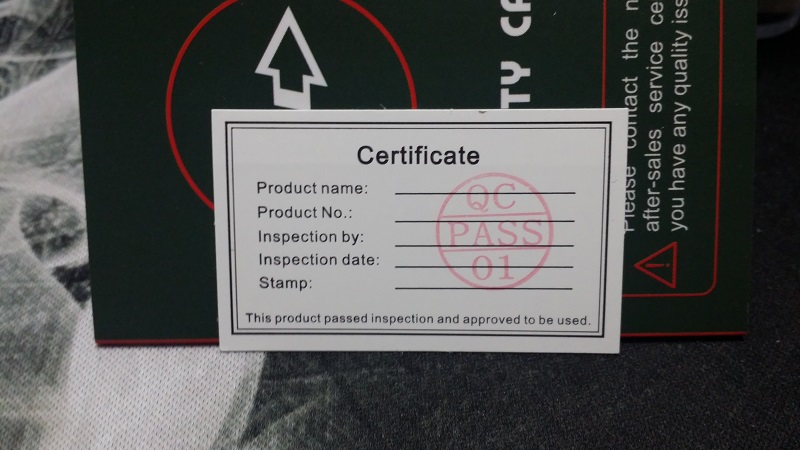 Certificate
Product name:
Product No.:
Inspection by:
Inspection date:
Stamp:
This product passed inspection and approved to be used.
QC
PASS
01
TY
Please contact the
after-sales service
you have any quality